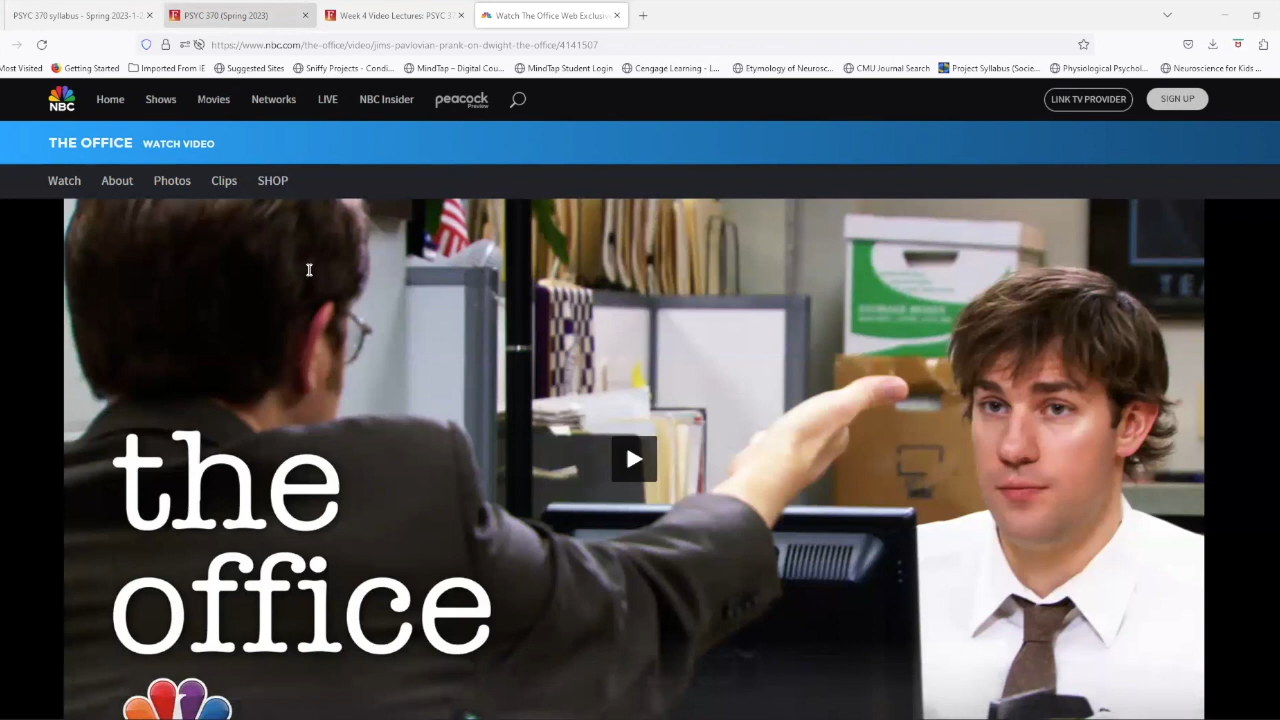 PSYC 370 syllabus - Spring 2023-1-2
PSYC 370 (Spring 2023)
Week 4 Video Lectures: PSYC 3
Watch The Office Web Exclusiv
https://www.nbc.com/the-office/video/jims-pavlovian-prank-on-dwight-the-office/4141507
Most Visited Getting Started Imported From IE Suggested Sites Sniffy Projects - Condi... MindTap - Digital Cou... MindTap Student Login Cengage Learning - L... Etymology of Neurosc... CMU Journal Search Project Syllabus (Socie... Physiological Psychol... Neuroscience for Kids ...
NBC Home Shows Movies Networks LIVE NBC Insider peacock Preview LINK TV PROVIDER SIGN UP
THE OFFICE WATCH VIDEO
Watch About Photos Clips SHOP
the
office